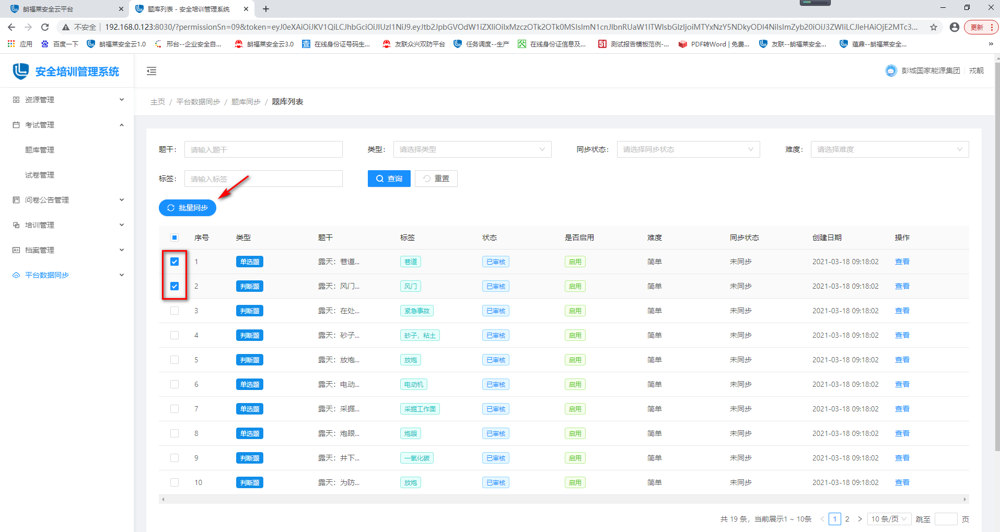 朗福莱安全云平台
题库列表 - 安全培训管理系统
不安全 192.168.0.123:8030/?permissionSn=09&token=eyJ0eXAiOiJKV1QiLCJhbGciOiJIUzI1NiJ9.eyJtb2JpbGVOdW1iZXIiOiIxMzczOTk2OTk0MSIsImN1cnJlbnRUaW1lTWlsbGlzIjoiMTYxNzY5NDkyODI4NiIsImZyb20iOiJ3ZWIiLCJleHAiOjE2MTc3... 更新
应用 百度一下 朗福莱安全云1.0 邢台--企业安全自... 朗福莱安全云3.0 在线身份证号码生... 友联众兴双防平台 任务调度--生产 在线身份证信息及... 测试报告模板范例-... PDF转Word | 免费... 友联--朗福莱安全... 蕴鼎--朗福莱安全... »
安全培训管理系统
彭城国家能源集团 戎靓
资源管理
考试管理
题库管理
试卷管理
问卷公告管理
培训管理
档案管理
平台数据同步
主页 / 平台数据同步 / 题库同步 / 题库列表
题干： 请输入题干 类型： 请选择类型 同步状态： 请选择同步状态 难度： 请选择难度
标签： 请输入标签 查询 重置
批量同步
序号 类型 题干 标签 状态 是否启用 难度 同步状态 创建日期 操作
1 单选题 露天：巷道... 巷道 已审核 启用 简单 未同步 2021-03-18 09:18:02 查看
2 判断题 露天：风门... 风门 已审核 启用 简单 未同步 2021-03-18 09:18:02 查看
3 判断题 露天：在处... 紧急事故 已审核 启用 简单 未同步 2021-03-18 09:18:02 查看
4 判断题 露天：砂子... 砂子，粘土 已审核 启用 简单 未同步 2021-03-18 09:18:02 查看
5 判断题 露天：放炮... 放炮 已审核 启用 简单 未同步 2021-03-18 09:18:02 查看
6 单选题 露天：电动... 电动机 已审核 启用 简单 未同步 2021-03-18 09:18:02 查看
7 单选题 露天：采掘... 采掘工作面 已审核 启用 简单 未同步 2021-03-18 09:18:02 查看
8 单选题 露天：炮眼... 炮眼 已审核 启用 简单 未同步 2021-03-18 09:18:02 查看
9 判断题 露天：井下... 一氧化碳 已审核 启用 简单 未同步 2021-03-18 09:18:02 查看
10 判断题 露天：为防... 放炮 已审核 启用 简单 未同步 2021-03-18 09:18:02 查看
共 19 条，当前展示1 ~ 10条 < 1 2 > 10 条/页 跳至 页